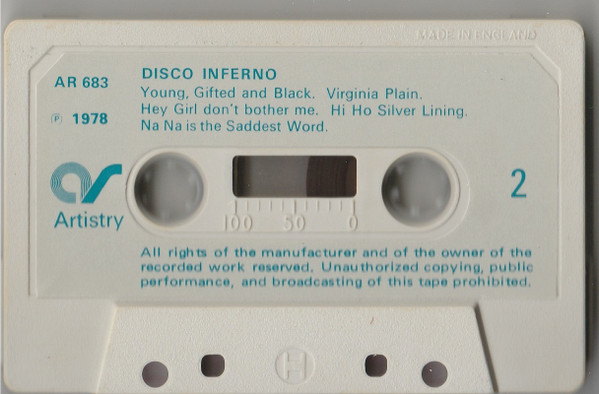 MADE IN ENGLAND
AR 683
DISCO INFERNO
Young, Gifted and Black. Virginia Plain.
Hey Girl don't bother me. Hi Ho Silver Lining.
Na Na is the Saddest Word.
℗ 1978
Artistry
2
100 50 0
All rights of the manufacturer and of the owner of the
recorded work reserved. Unauthorized copying, public
performance, and broadcasting of this tape prohibited.
H